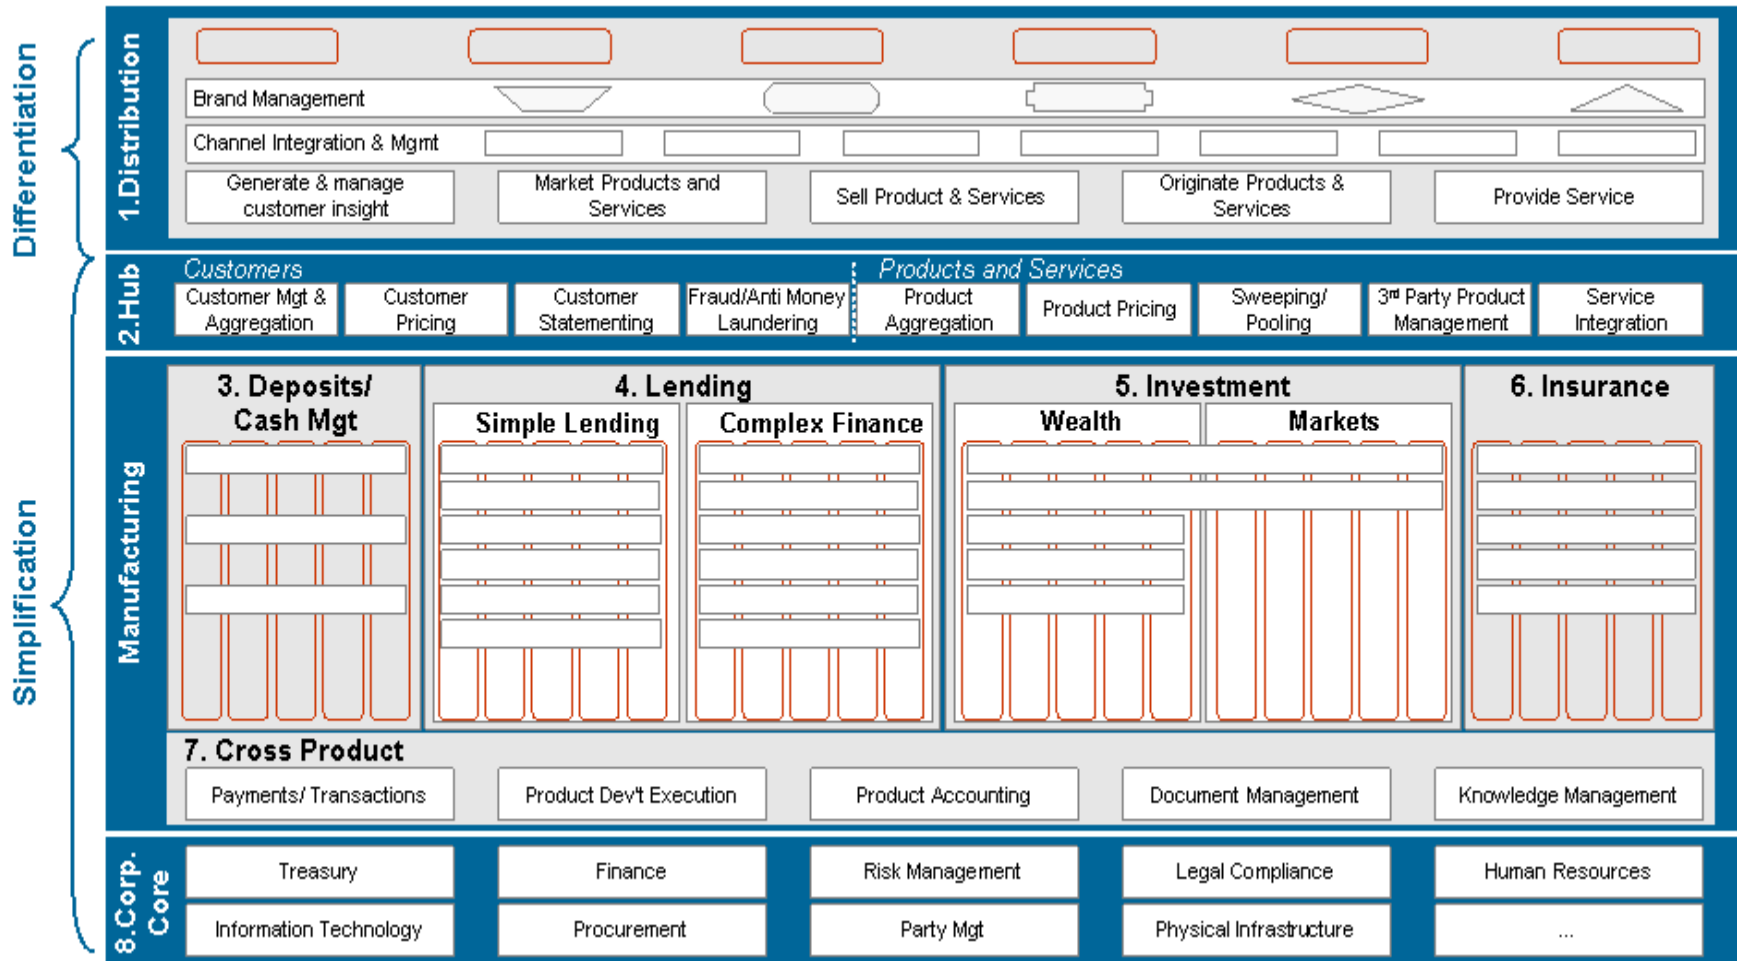 Differentiation
1.Distribution
Brand Management
Channel Integration & Mgmt
Generate & manage
customer insight
Market Products and
Services
Sell Product & Services
Originate Products &
Services
Provide Service
Simplification
2.Hub
Customers
Customer Mgt &
Aggregation
Customer
Pricing
Customer
Statementing
Fraud/Anti Money
Laundering
Products and Services
Product
Aggregation
Product Pricing
Sweeping/
Pooling
3rd Party Product
Management
Service
Integration
Manufacturing
3. Deposits/
Cash Mgt
4. Lending
Simple Lending
Complex Finance
5. Investment
Wealth
Markets
6. Insurance
7. Cross Product
Payments/ Transactions
Product Dev't Execution
Product Accounting
Document Management
Knowledge Management
8.Corp.
Core
Treasury
Finance
Risk Management
Legal Compliance
Human Resources
Information Technology
Procurement
Party Mgt
Physical Infrastructure
...